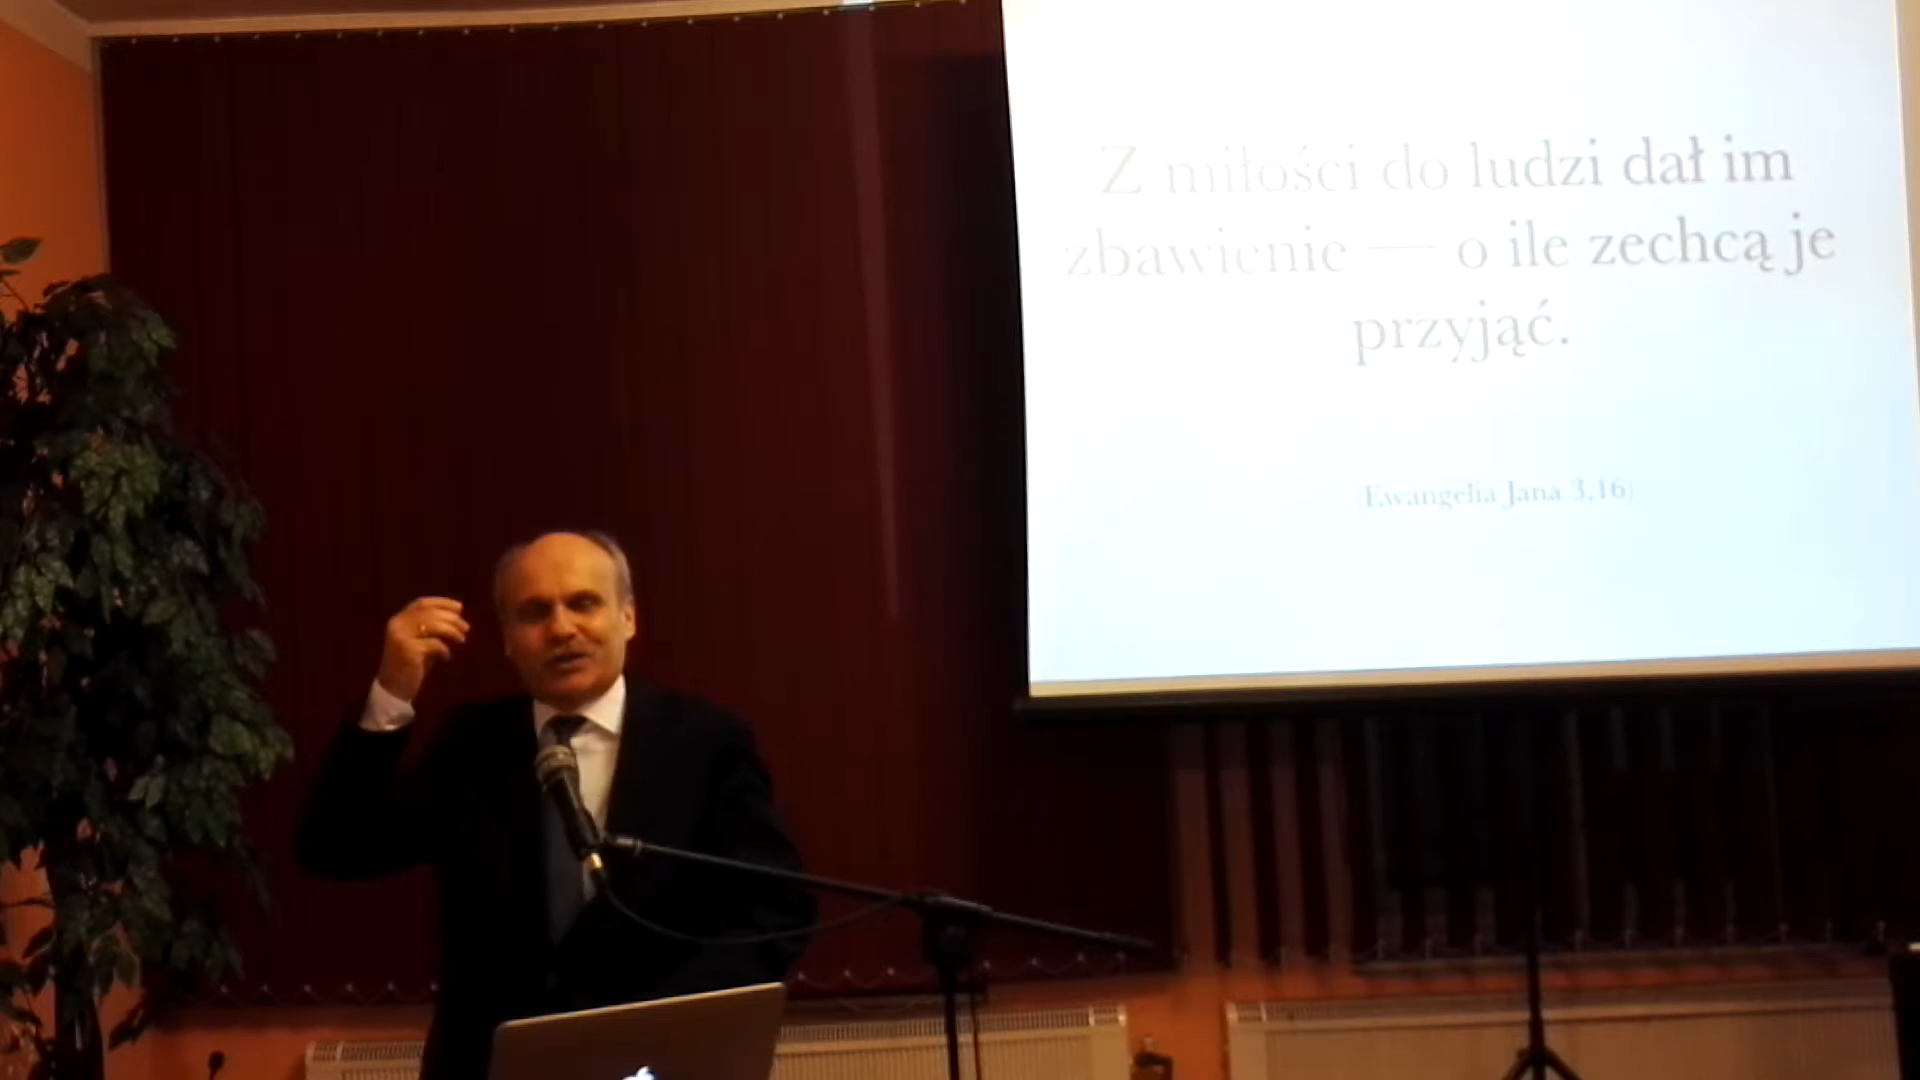 Z miłości do ludzi dał im
zbawienie — o ile zechcą je
przyjąć.
(Ewangelia Jana 3,16)